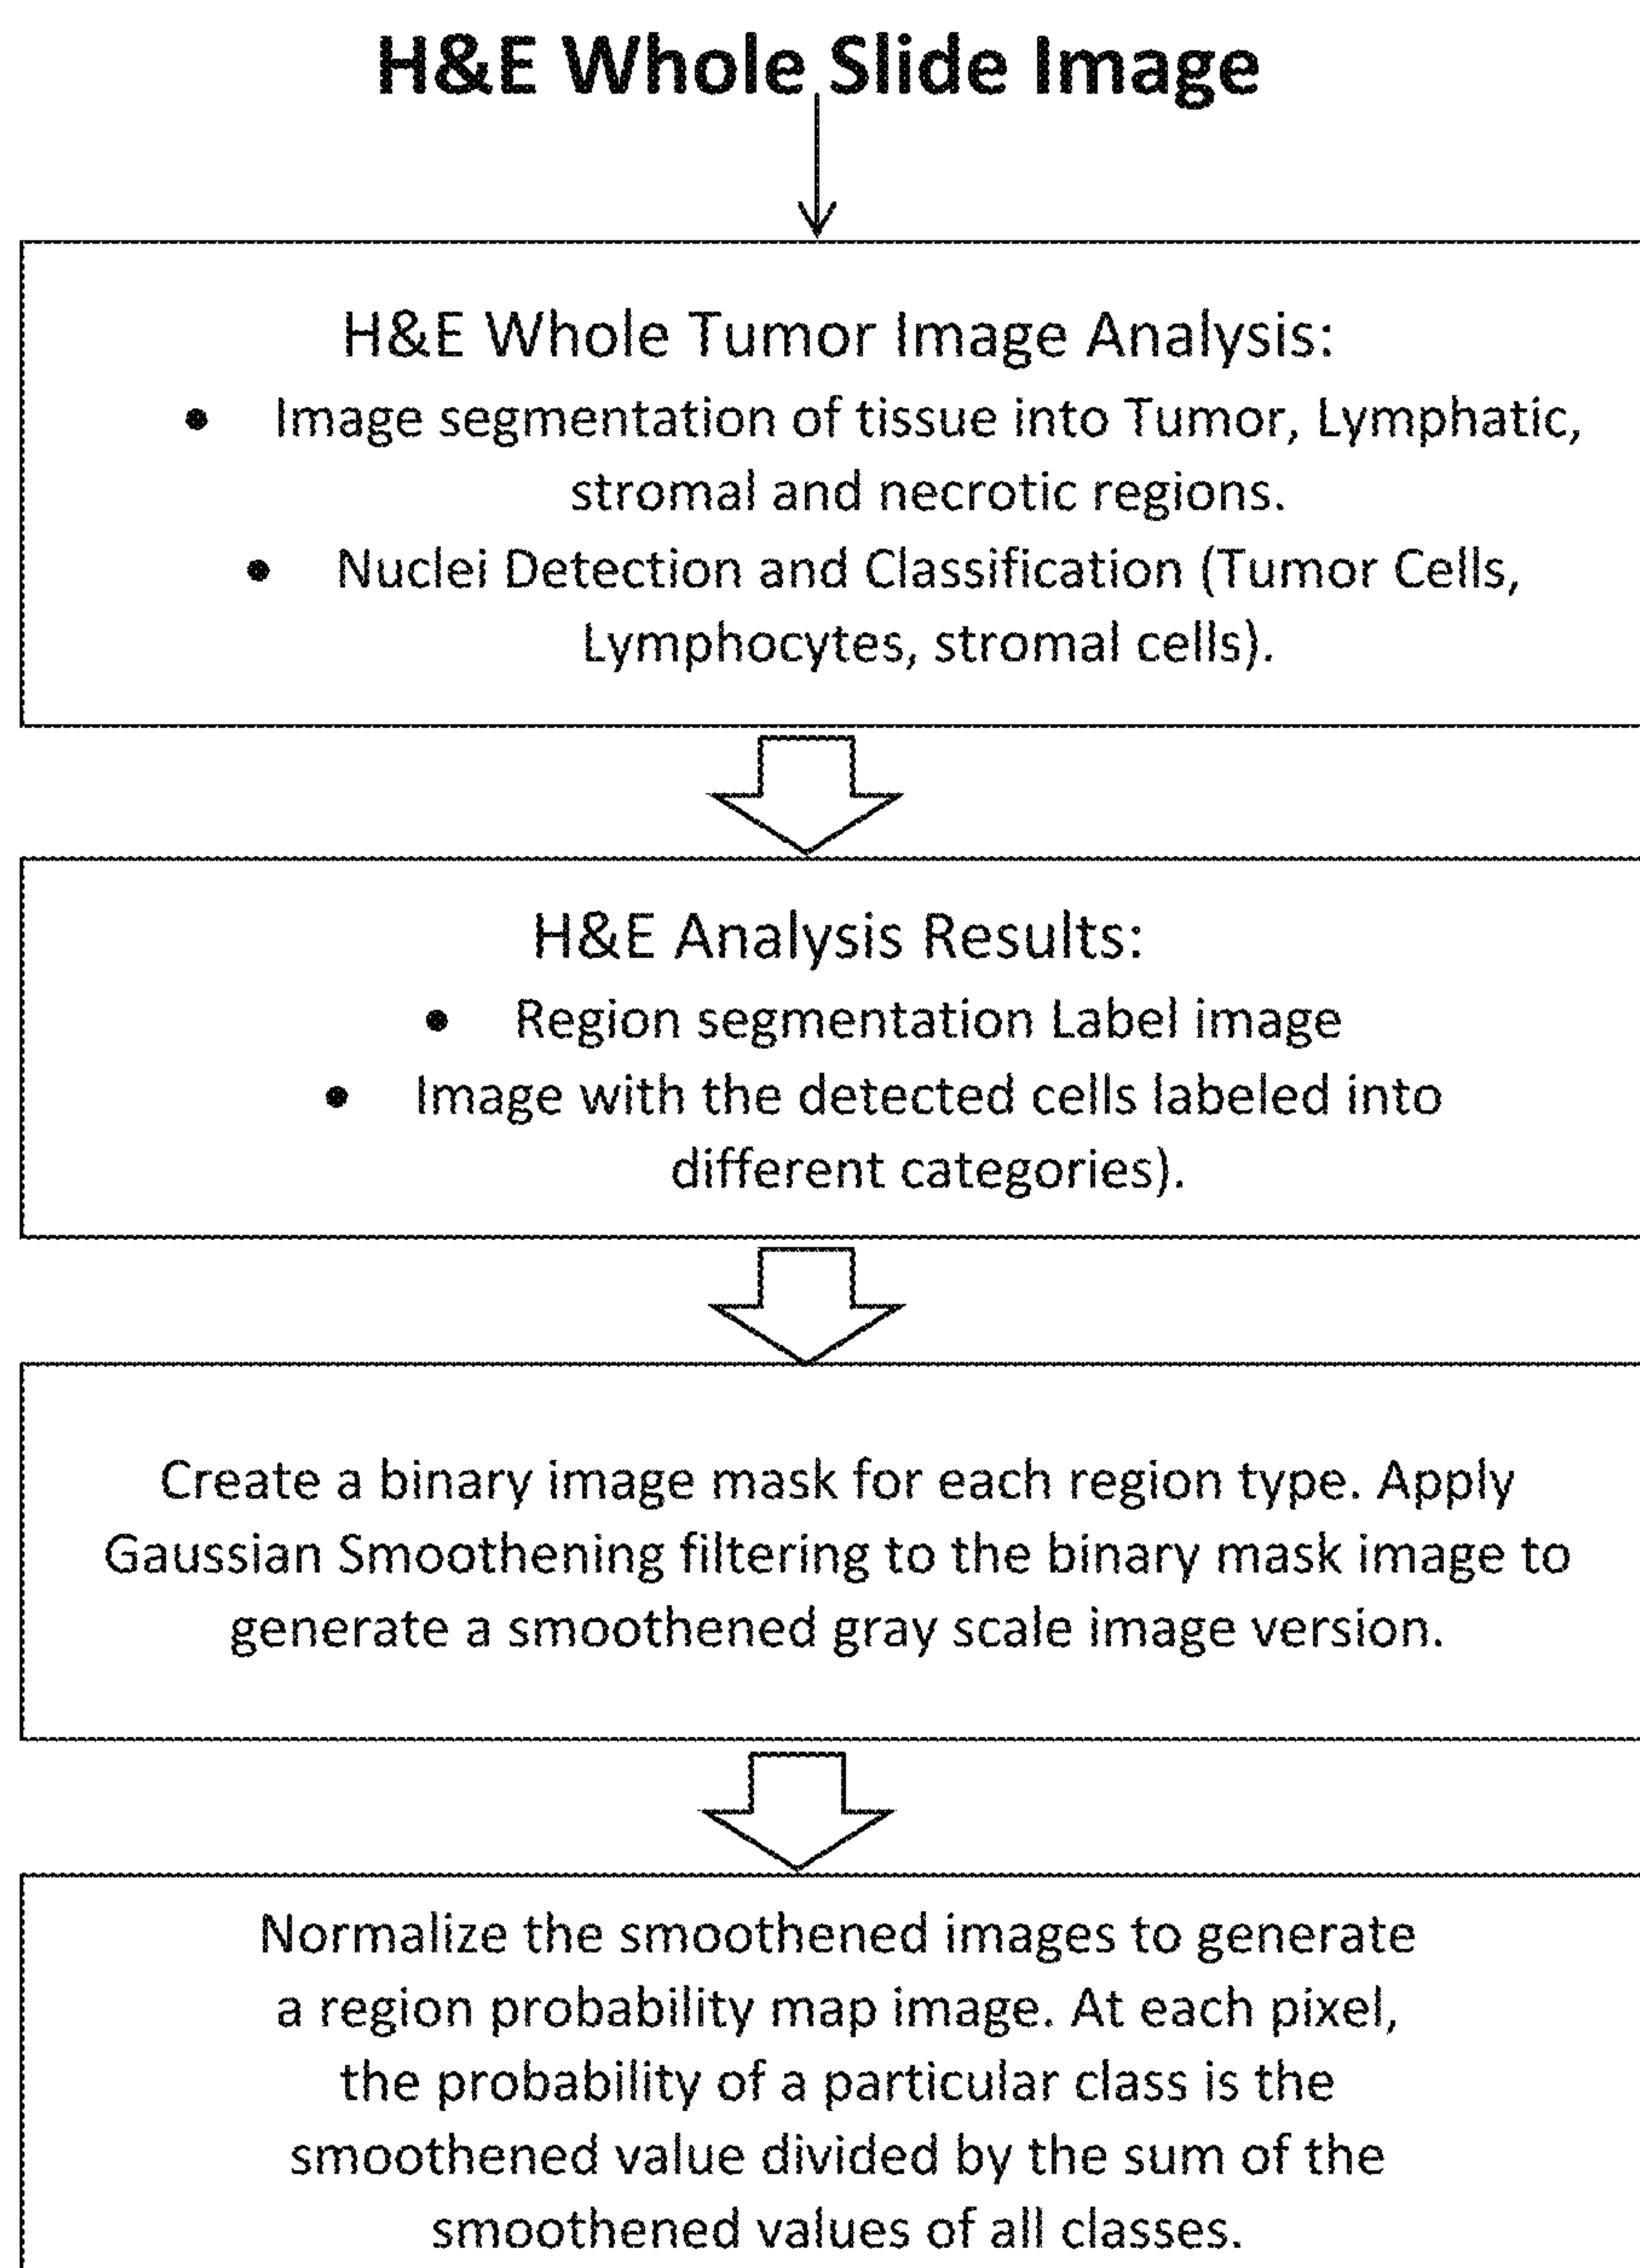 H&E Whole Slide Image
H&E Whole Tumor Image Analysis:
• Image segmentation of tissue into Tumor, Lymphatic,
stromal and necrotic regions.
• Nuclei Detection and Classification (Tumor Cells,
Lymphocytes, stromal cells).
H&E Analysis Results:
• Region segmentation Label image
• Image with the detected cells labeled into
different categories).
Create a binary image mask for each region type. Apply
Gaussian Smoothening filtering to the binary mask image to
generate a smoothened gray scale image version.
Normalize the smoothened images to generate
a region probability map image. At each pixel,
the probability of a particular class is the
smoothened value divided by the sum of the
smoothened values of all classes.